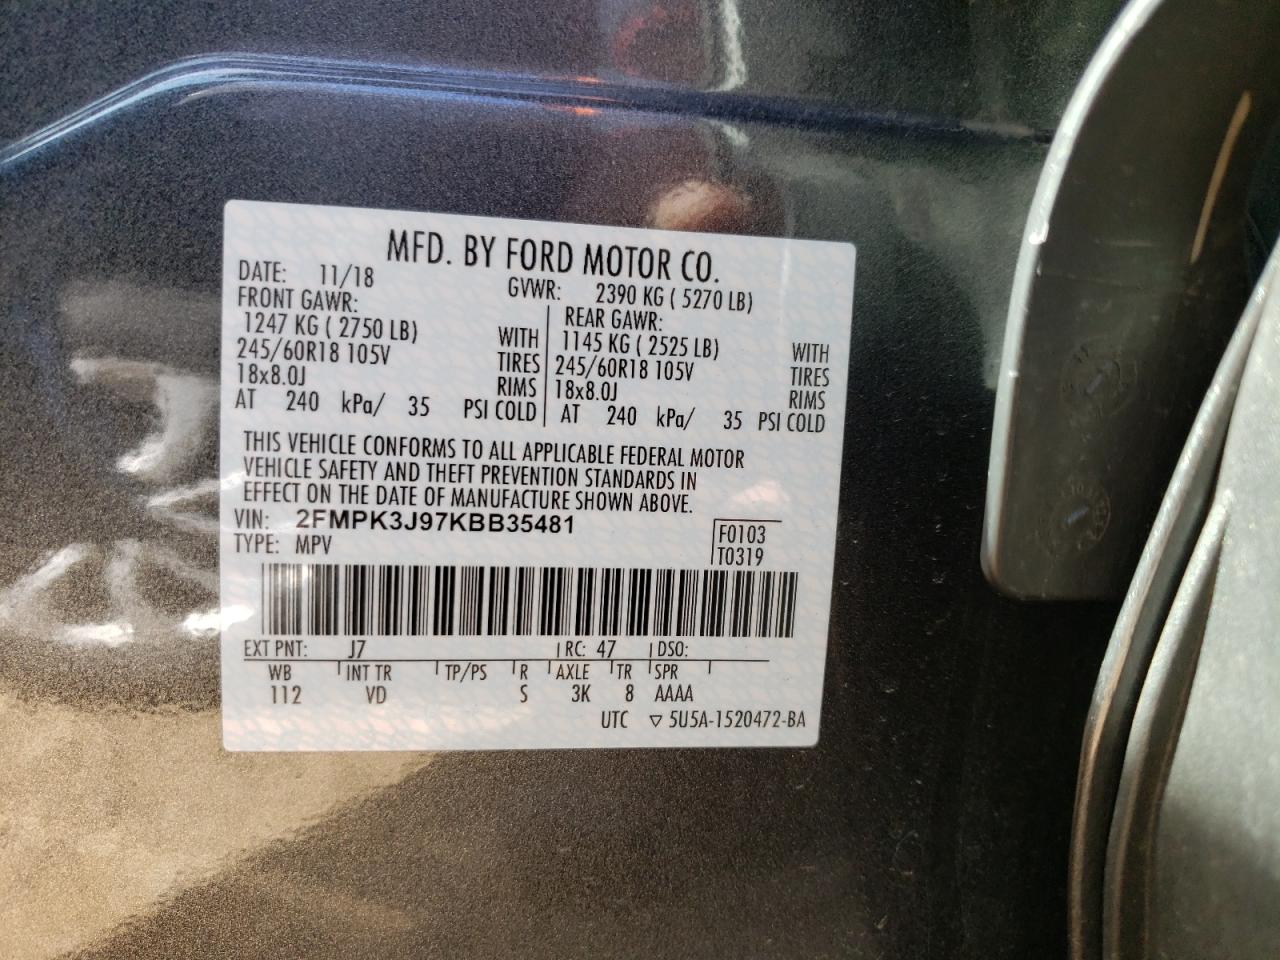 MFD. BY FORD MOTOR CO.
DATE: 11/18 GVWR: 2390 KG ( 5270 LB)
FRONT GAWR: REAR GAWR:
1247 KG ( 2750 LB) WITH 1145 KG ( 2525 LB) WITH
245/60R18 105V TIRES 245/60R18 105V TIRES
18x8.0J RIMS 18x8.0J RIMS
AT 240 kPa/ 35 PSI COLD AT 240 kPa/ 35 PSI COLD
THIS VEHICLE CONFORMS TO ALL APPLICABLE FEDERAL MOTOR
VEHICLE SAFETY AND THEFT PREVENTION STANDARDS IN
EFFECT ON THE DATE OF MANUFACTURE SHOWN ABOVE.
VIN: 2FMPK3J97KBB35481 F0103
TYPE: MPV T0319
EXT PNT: J7 RC: 47 DSO:
WB INT TR TP/PS R AXLE TR SPR
112 VD S 3K 8 AAAA
UTC ▽ 5U5A-1520472-BA